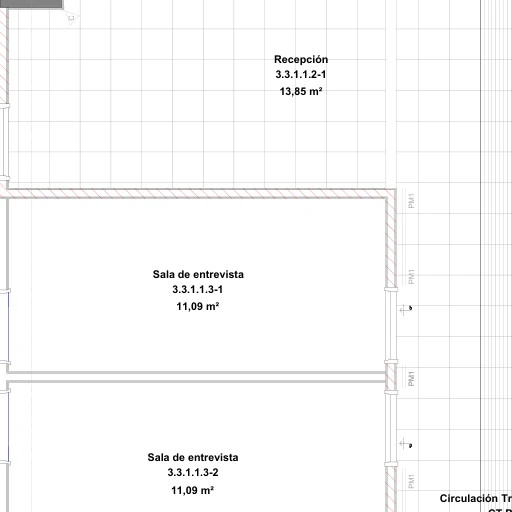 C
Recepción
3.3.1.1.2-1
13,85 m²
PM1
Sala de entrevista
3.3.1.1.3-1
11,09 m²
PM1
PM1
Sala de entrevista
3.3.1.1.3-2
11,09 m²
PM1
Circulación Tr